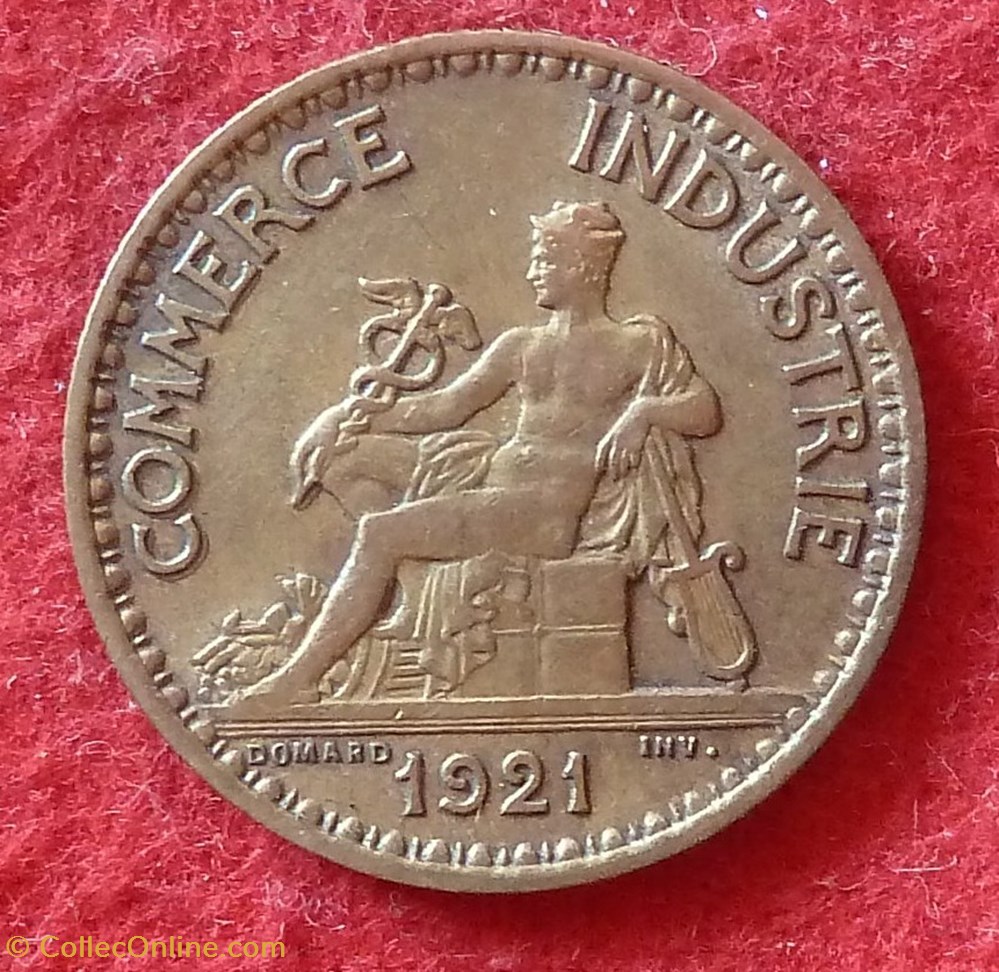 COMMERCE INDUSTRIE
DOMARD 1921 INV.
© CollecOnline.com